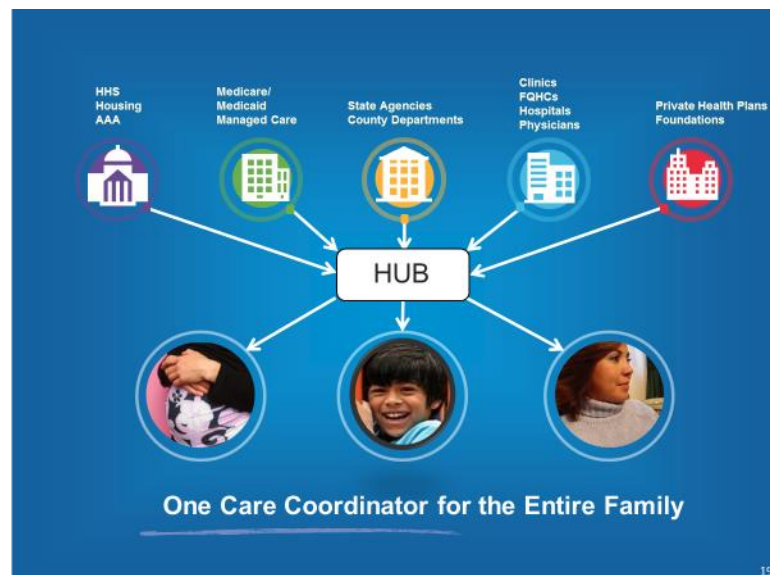 HHS
Housing
AAA
Medicare/
Medicaid
Managed Care
State Agencies
County Departments
Clinics
FQHCs
Hospitals
Physicians
Private Health Plans
Foundations
HUB
One Care Coordinator for the Entire Family